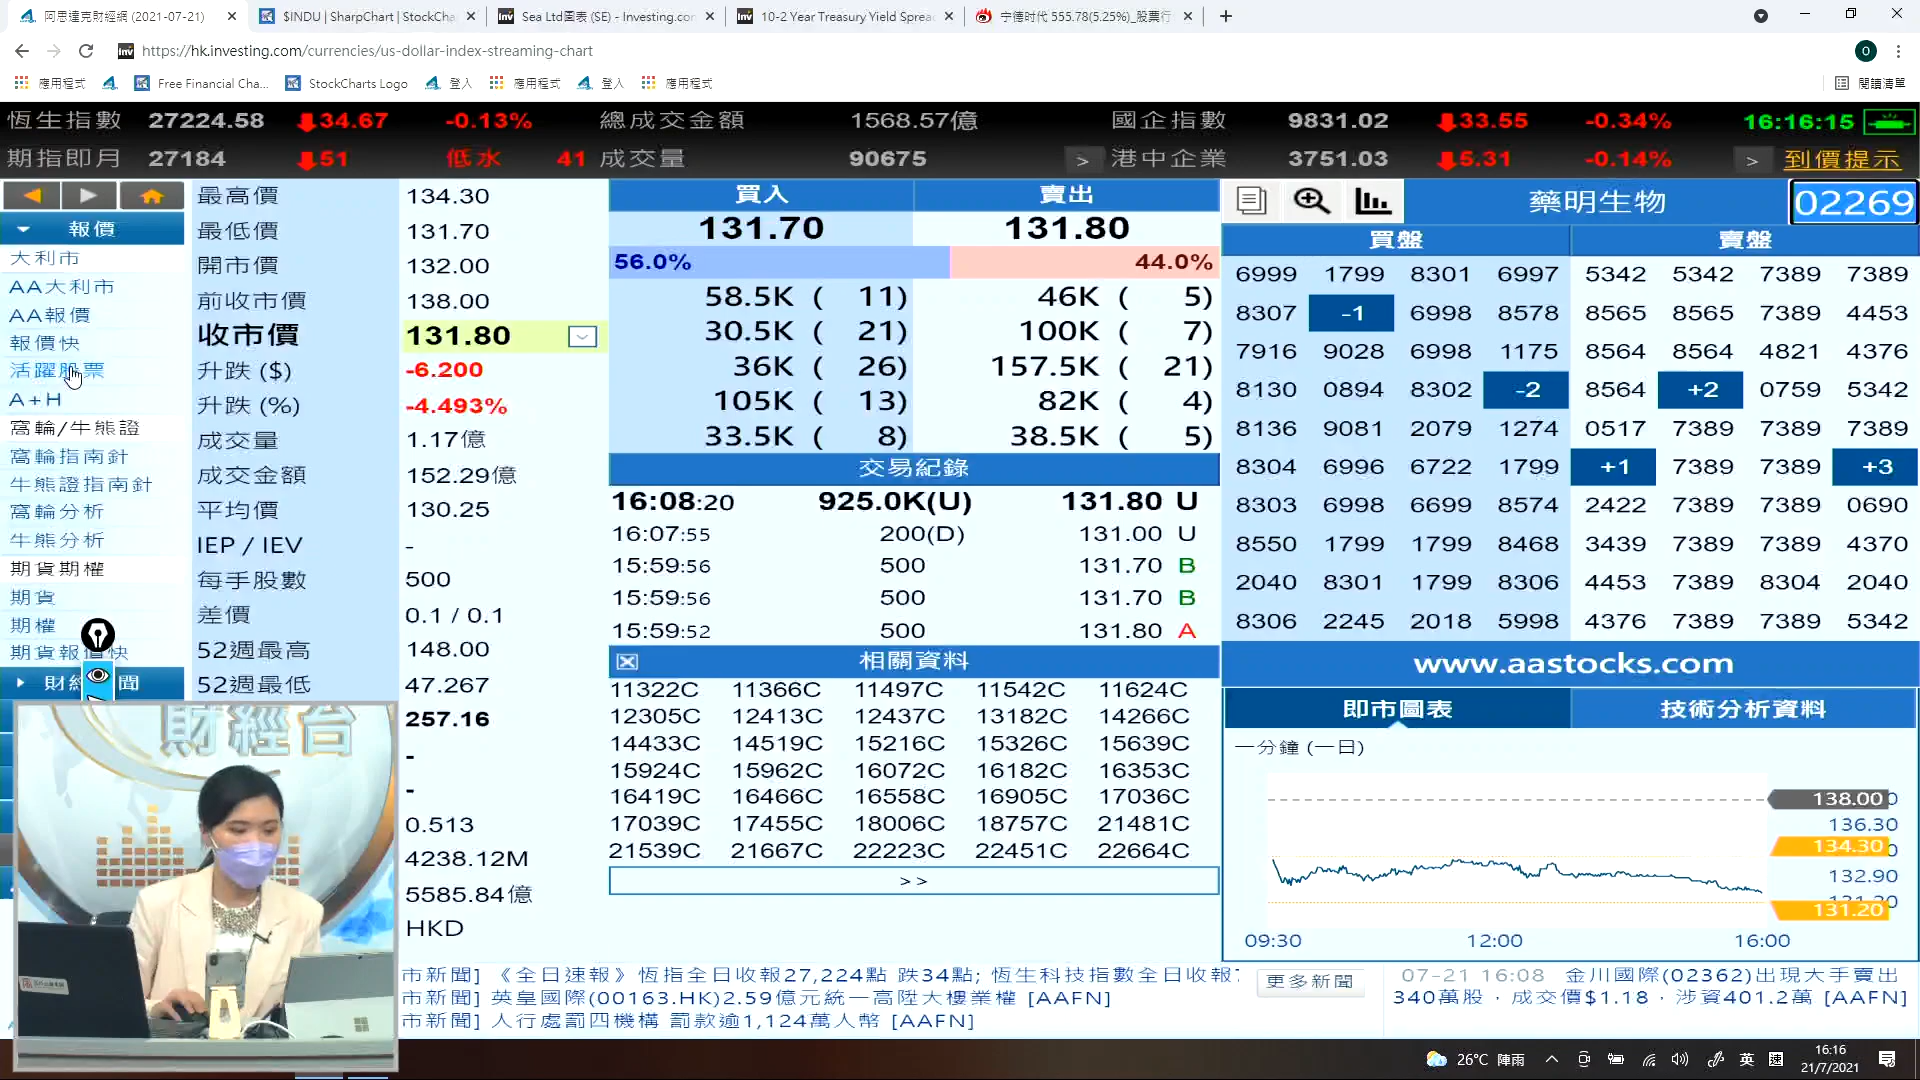 阿思達克財經網 (2021-07-21)
$INDU | SharpChart | StockCha
Sea Ltd圖表 (SE) - Investing.com
10-2 Year Treasury Yield Spread
宁德时代 555.78(5.25%)_股票行
https://hk.investing.com/currencies/us-dollar-index-streaming-chart
應用程式
Free Financial Cha...
StockCharts Logo
登入
應用程式
登入
應用程式
閱讀清單
恆生指數 27224.58 34.67 -0.13% 總成交金額 1568.57億 國企指數 9831.02 33.55 -0.34% 16:16:15
期指即月 27184 51 低水 41 成交量 90675 > 港中企業 3751.03 5.31 -0.14% > 到價提示
報價
大利市
AA大利市
AA報價
報價快
活躍股票
A+H
窩輪/牛熊證
窩輪指南針
牛熊證指南針
窩輪分析
牛熊分析
期貨期權
期貨
期權
期貨報價快
最高價 134.30
最低價 131.70
開市價 132.00
前收市價 138.00
收市價 131.80
升跌 ($) -6.200
升跌 (%) -4.493%
成交量 1.17億
成交金額 152.29億
平均價 130.25
IEP / IEV -
每手股數 500
差價 0.1 / 0.1
52週最高 148.00
52週最低 47.267
257.16
-
-
0.513
4238.12M
5585.84億
HKD
買入 賣出
131.70 131.80
56.0% 44.0%
58.5K ( 11) 46K ( 5)
30.5K ( 21) 100K ( 7)
36K ( 26) 157.5K ( 21)
105K ( 13) 82K ( 4)
33.5K ( 8) 38.5K ( 5)
交易紀錄
16:08:20 925.0K(U) 131.80 U
16:07:55 200(D) 131.00 U
15:59:56 500 131.70 B
15:59:56 500 131.70 B
15:59:52 500 131.80 A
相關資料
11322C 11366C 11497C 11542C 11624C
12305C 12413C 12437C 13182C 14266C
14433C 14519C 15216C 15326C 15639C
15924C 15962C 16072C 16182C 16353C
16419C 16466C 16558C 16905C 17036C
17039C 17455C 18006C 18757C 21481C
21539C 21667C 22223C 22451C 22664C
>>
藥明生物 02269
買盤 賣盤
6999 1799 8301 6997 5342 5342 7389 7389
8307 -1 6998 8578 8565 8565 7389 4453
7916 9028 6998 1175 8564 8564 4821 4376
8130 0894 8302 -2 8564 +2 0759 5342
8136 9081 2079 1274 0517 7389 7389 7389
8304 6996 6722 1799 +1 7389 7389 +3
8303 6998 6699 8574 2422 7389 7389 0690
8550 1799 1799 8468 3439 7389 7389 4370
2040 8301 1799 8306 4453 7389 8304 2040
8306 2245 2018 5998 4376 7389 7389 5342
www.aastocks.com
即市圖表 技術分析資料
一分鐘 (一日)
138.00
136.30
134.30
132.90
131.20
09:30 12:00 16:00
財經台
市新聞] 《全日速報》恆指全日收報27,224點 跌34點; 恆生科技指數全日收報7
市新聞] 英皇國際(00163.HK)2.59億元統一高陞大樓業權 [AAFN]
市新聞] 人行處罰四機構 罰款逾1,124萬人幣 [AAFN]
更多新聞
07-21 16:08 金川國際(02362)出現大手賣出
340萬股，成交價$1.18，涉資401.2萬 [AAFN]
26°C 陣雨
英
16:16
21/7/2021